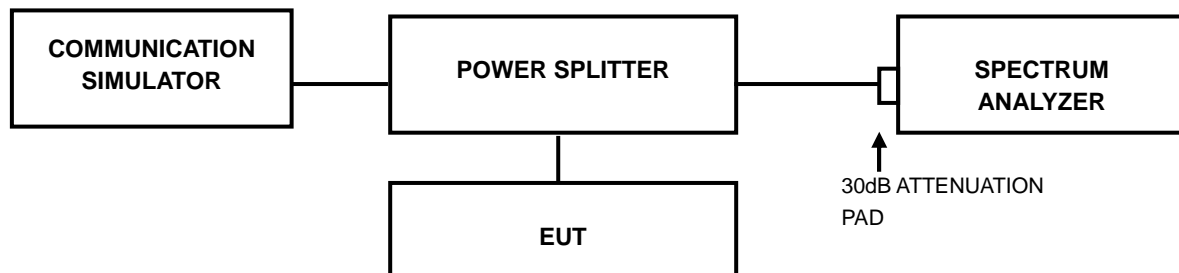 COMMUNICATION
SIMULATOR
POWER SPLITTER
SPECTRUM
ANALYZER
30dB ATTENUATION
PAD
EUT